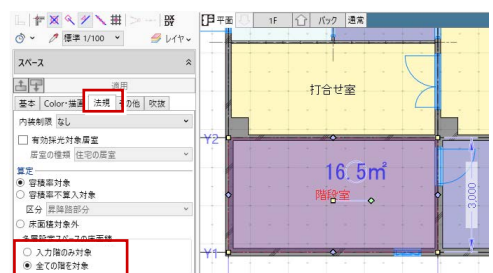 平面 1F バック 通常
標準 1/100 レイヤ
スペース
適用
基本 Color・描画 法規 その他 吹抜
内装制限 なし
有効採光対象居室
居室の種類 住宅の居室
算定
容積率対象
容積率不算入対象
区分 昇降路部分
床面積対象外
入力階のみ対象
全ての階を対象
打合せ室
Y2
16.5㎡
階段室
3,000
Y1